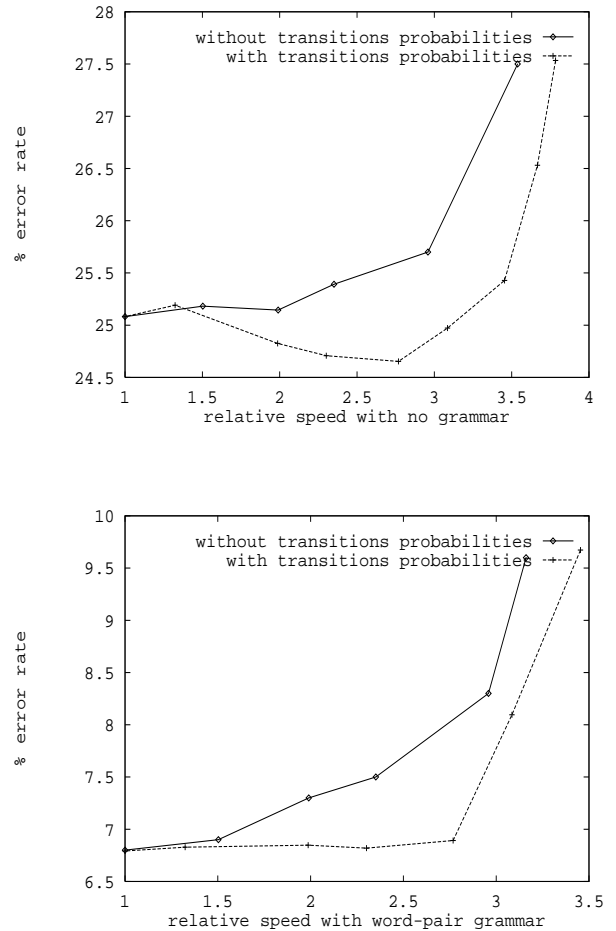 28
27.5
27
26.5
26
25.5
25
24.5
% error rate
without transitions probabilities
with transitions probabilities
1 1.5 2 2.5 3 3.5 4
relative speed with no grammar
10
9.5
9
8.5
8
7.5
7
6.5
% error rate
without transitions probabilities
with transitions probabilities
1 1.5 2 2.5 3 3.5
relative speed with word-pair grammar